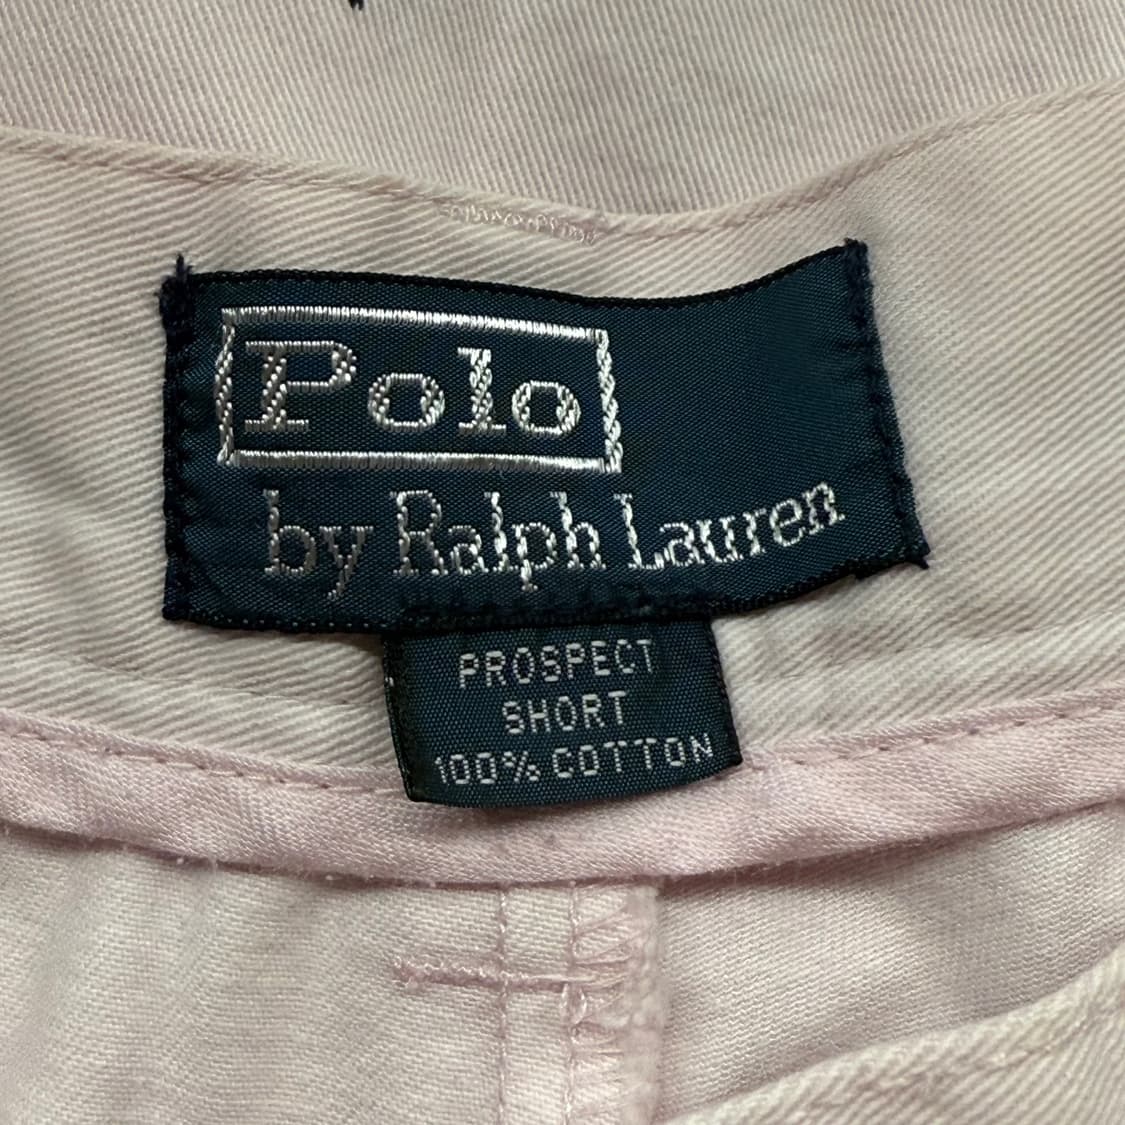 Polo
by Ralph Lauren
PROSPECT
SHORT
100% COTTON